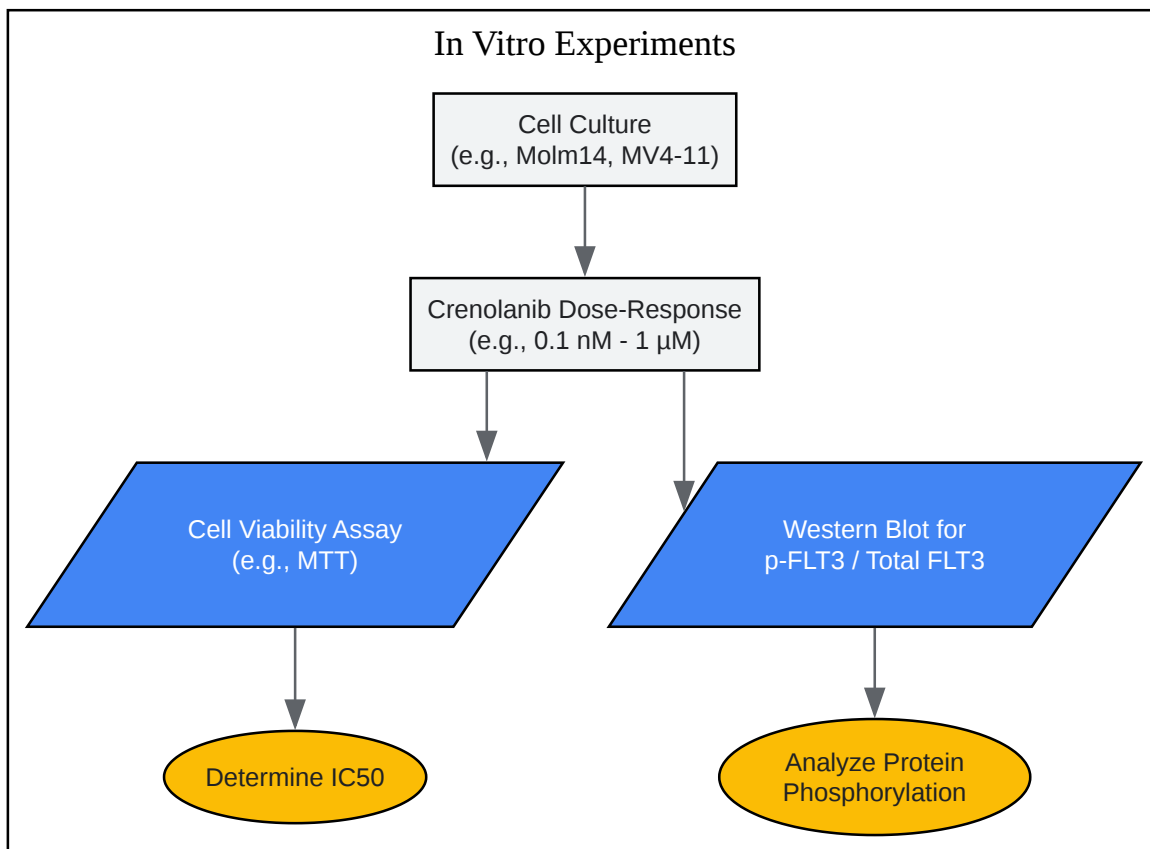 In Vitro Experiments
Cell Culture
(e.g., Molm14, MV4-11)
Crenolanib Dose-Response
(e.g., 0.1 nM - 1 µM)
Cell Viability Assay
(e.g., MTT)
Western Blot for
p-FLT3 / Total FLT3
Determine IC50
Analyze Protein
Phosphorylation